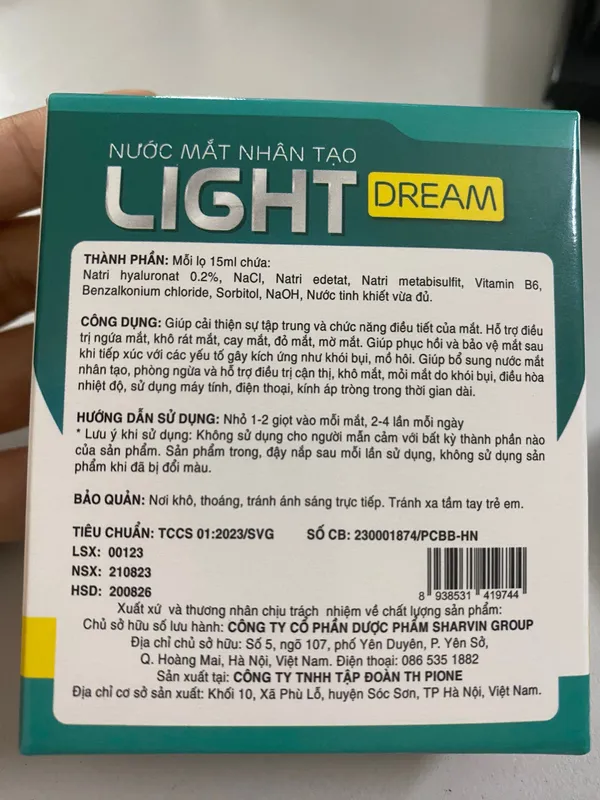 NƯỚC MẮT NHÂN TẠO
LIGHT DREAM
THÀNH PHẦN: Mỗi lọ 15ml chứa:
Natri hyaluronat 0.2%, NaCl, Natri edetat, Natri metabisulfit, Vitamin B6,
Benzalkonium chloride, Sorbitol, NaOH, Nước tinh khiết vừa đủ.
CÔNG DỤNG: Giúp cải thiện sự tập trung và chức năng điều tiết của mắt. Hỗ trợ điều
trị ngứa mắt, khô rát mắt, cay mắt, đỏ mắt, mờ mắt. Giúp phục hồi và bảo vệ mắt sau
khi tiếp xúc với các yếu tố gây kích ứng như khói bụi, mồ hôi. Giúp bổ sung nước mắt
nhân tạo, phòng ngừa và hỗ trợ điều trị cận thị, khô mắt, mỏi mắt do khói bụi, điều hòa
nhiệt độ, sử dụng máy tính, điện thoại, kính áp tròng trong thời gian dài.
HƯỚNG DẪN SỬ DỤNG: Nhỏ 1-2 giọt vào mỗi mắt, 2-4 lần mỗi ngày
* Lưu ý khi sử dụng: Không sử dụng cho người mẫn cảm với bất kỳ thành phần nào
của sản phẩm. Sản phẩm trong, đậy nắp sau mỗi lần sử dụng, không sử dụng sản
phẩm khi đã bị đổi màu.
BẢO QUẢN: Nơi khô, thoáng, tránh ánh sáng trực tiếp. Tránh xa tầm tay trẻ em.
TIÊU CHUẨN: TCCS 01:2023/SVG SỐ CB: 230001874/PCBB-HN
LSX: 00123
NSX: 210823
HSD: 200826
8 938531 419744
Xuất xứ và thương nhân chịu trách nhiệm về chất lượng sản phẩm:
Chủ sở hữu số lưu hành: CÔNG TY CỔ PHẦN DƯỢC PHẨM SHARVIN GROUP
Địa chỉ chủ sở hữu: Số 5, ngõ 107, phố Yên Duyên, P. Yên Sở,
Q. Hoàng Mai, Hà Nội, Việt Nam. Điện thoại: 086 535 1882
Sản xuất tại: CÔNG TY TNHH TẬP ĐOÀN TH PIONE
Địa chỉ cơ sở sản xuất: Khối 10, Xã Phù Lỗ, huyện Sóc Sơn, TP Hà Nội, Việt Nam.